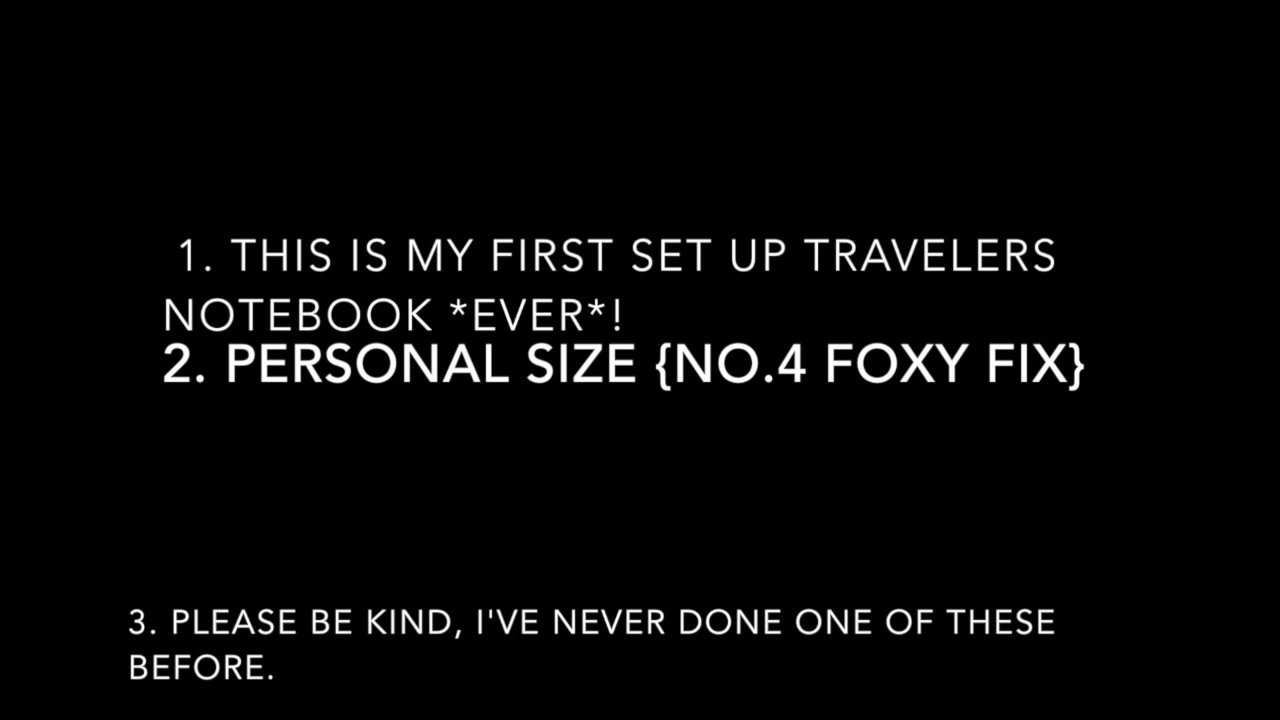 1. THIS IS MY FIRST SET UP TRAVELERS
NOTEBOOK *EVER*!
2. PERSONAL SIZE {NO.4 FOXY FIX}
3. PLEASE BE KIND, I'VE NEVER DONE ONE OF THESE
BEFORE.